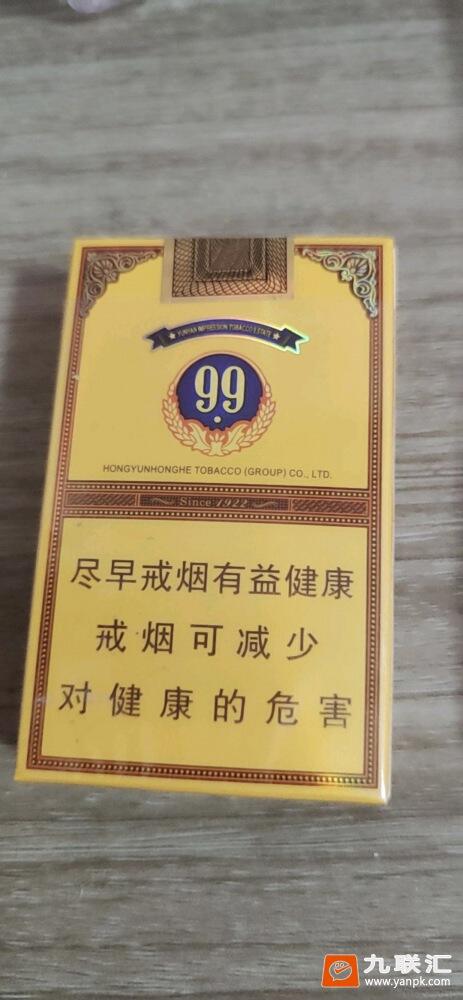 YUNNAN IMPRESSION TOBACCO ESTATE
99
HONGYUNHONGHE TOBACCO (GROUP) CO., LTD.
Since 1922
尽早戒烟有益健康
戒烟可减少
对健康的危害
九联汇
www.yanpk.com